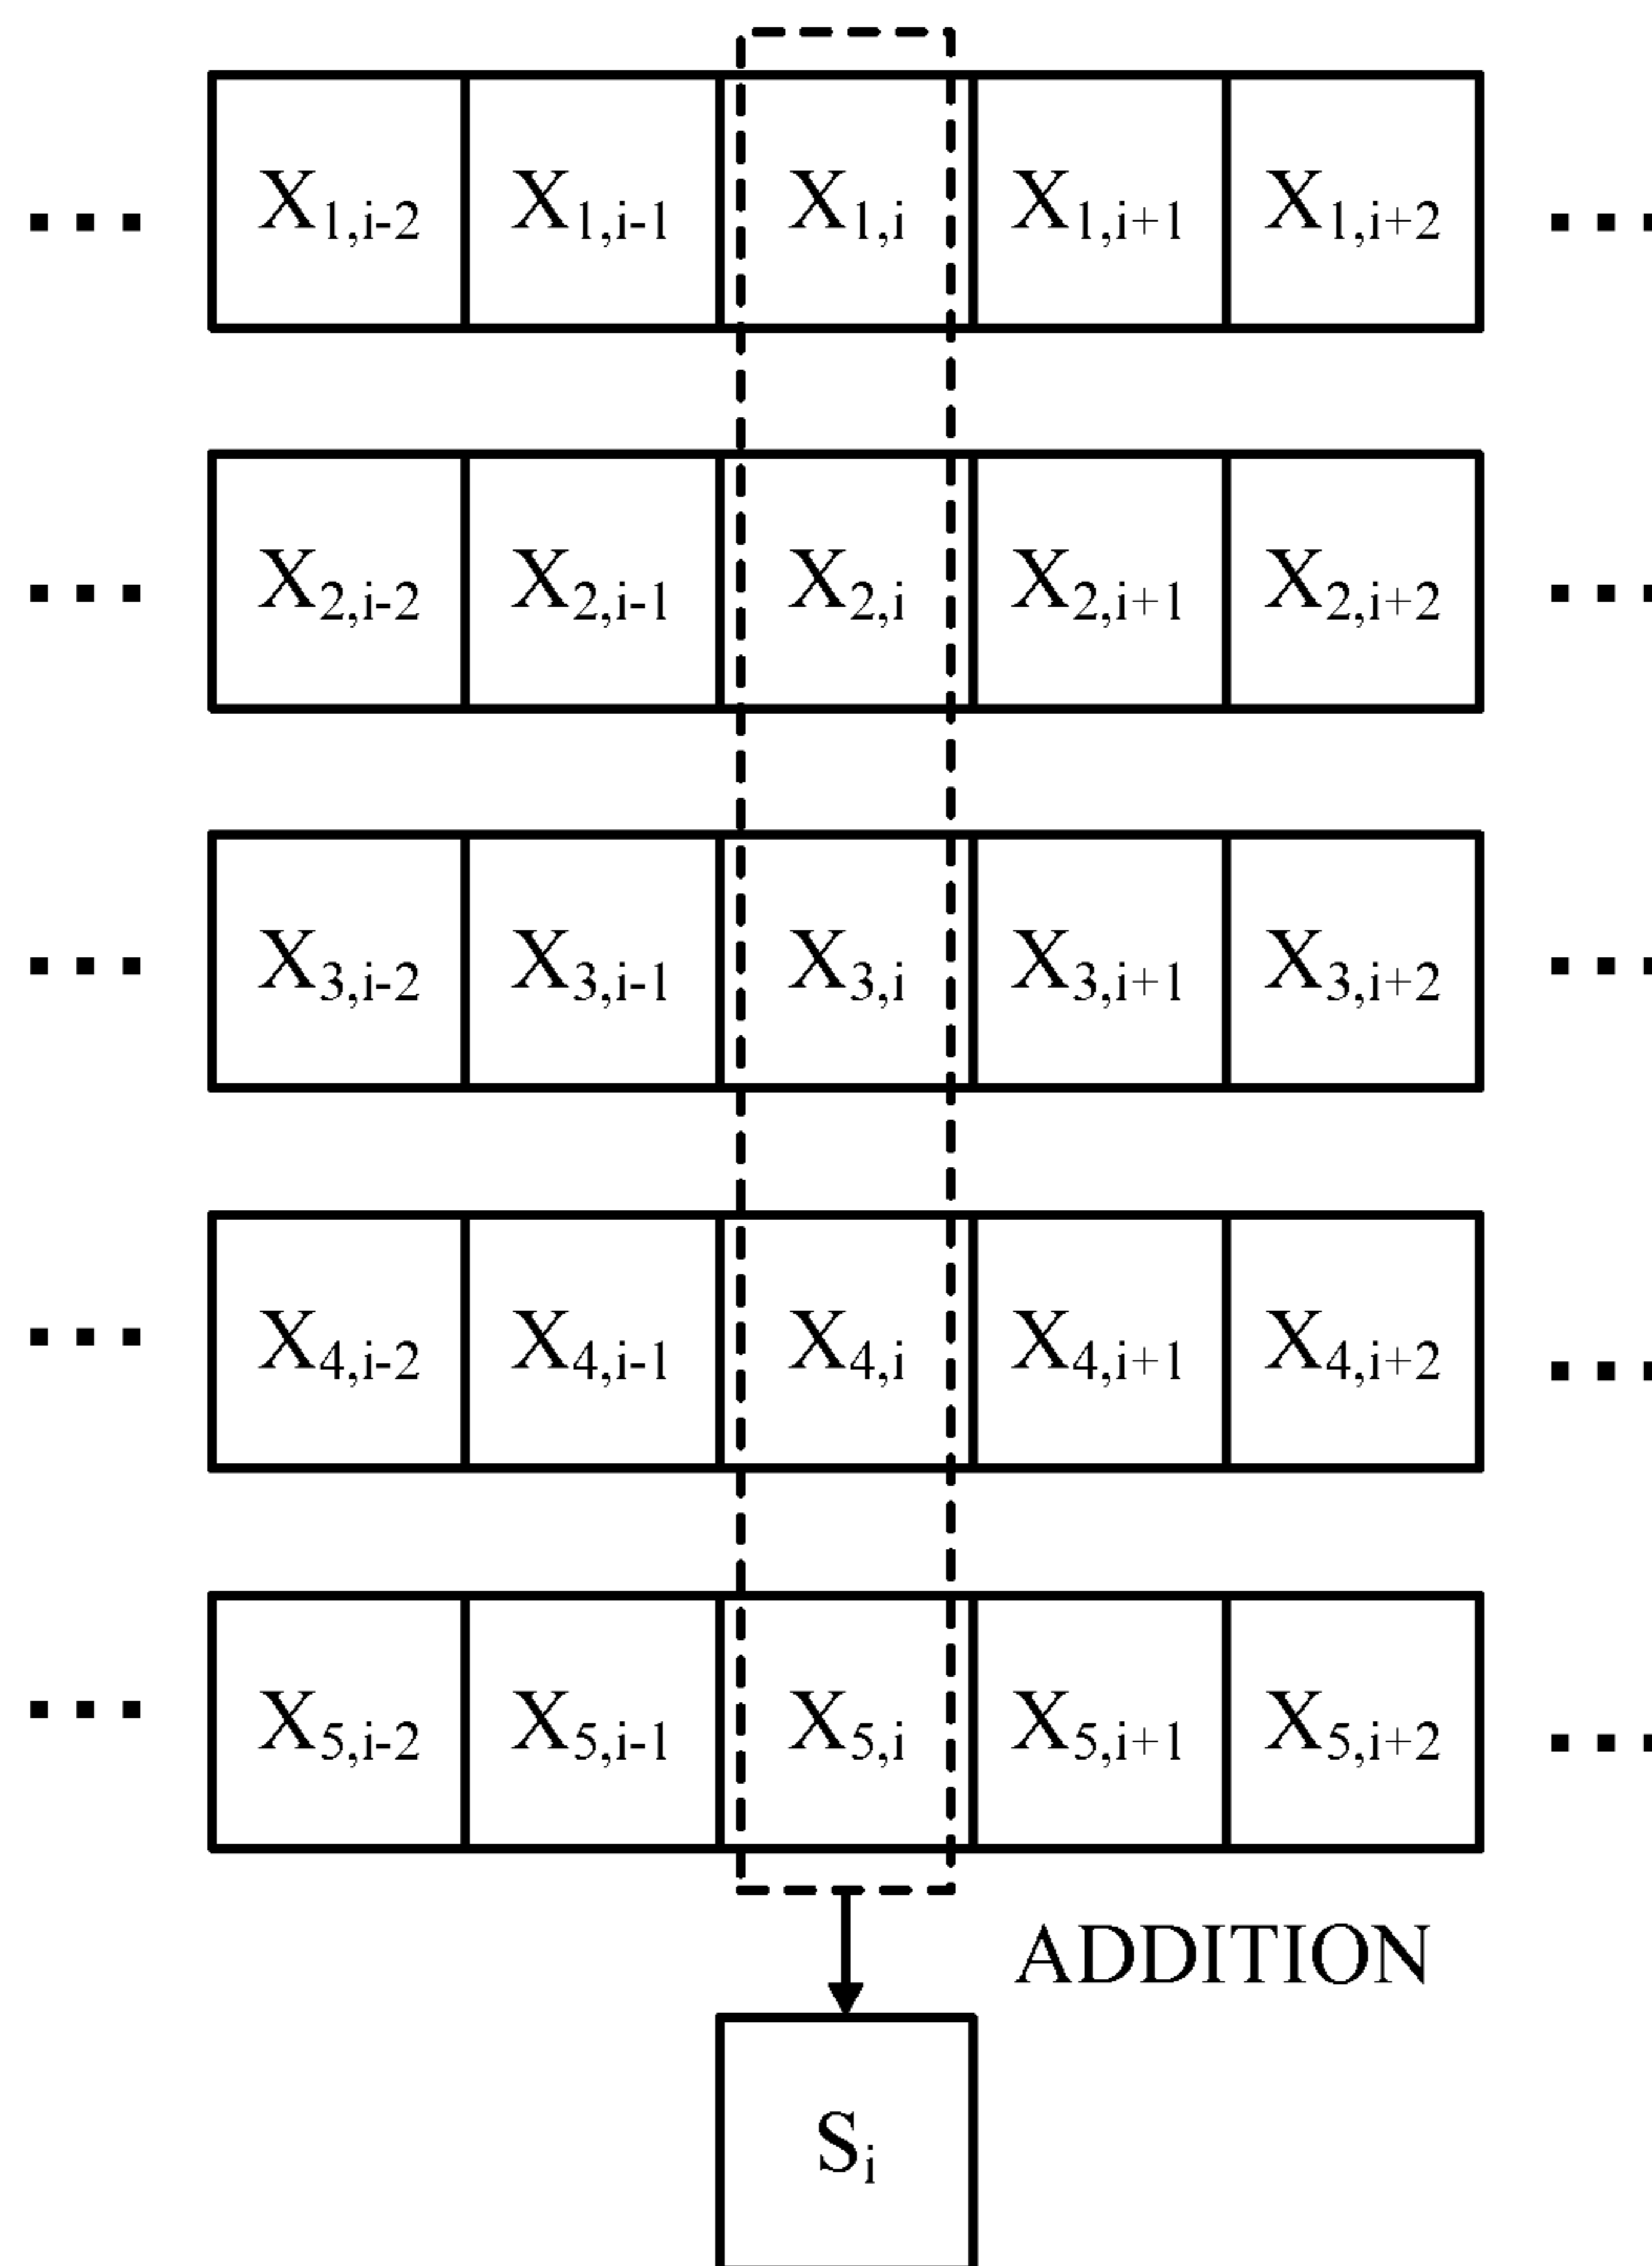 ... X1,i-2 X1,i-1 X1,i X1,i+1 X1,i+2 ...
... X2,i-2 X2,i-1 X2,i X2,i+1 X2,i+2 ...
... X3,i-2 X3,i-1 X3,i X3,i+1 X3,i+2 ...
... X4,i-2 X4,i-1 X4,i X4,i+1 X4,i+2 ...
... X5,i-2 X5,i-1 X5,i X5,i+1 X5,i+2 ...
ADDITION
Si